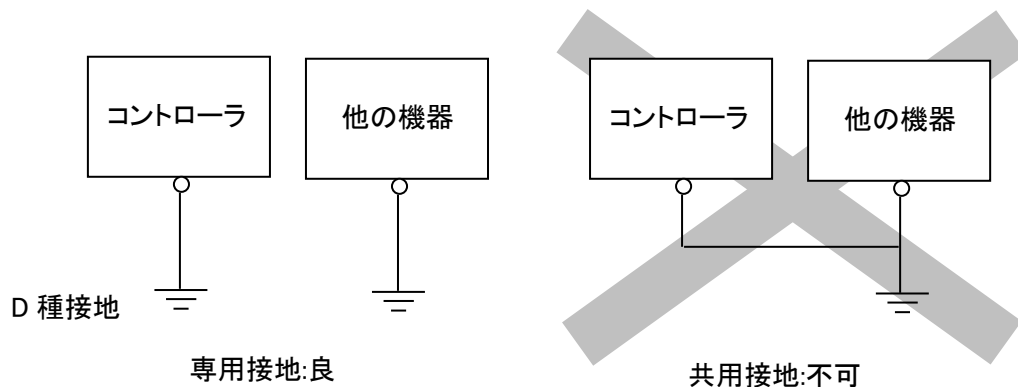 コントローラ
他の機器
D 種接地
専用接地:良
コントローラ
他の機器
共用接地:不可